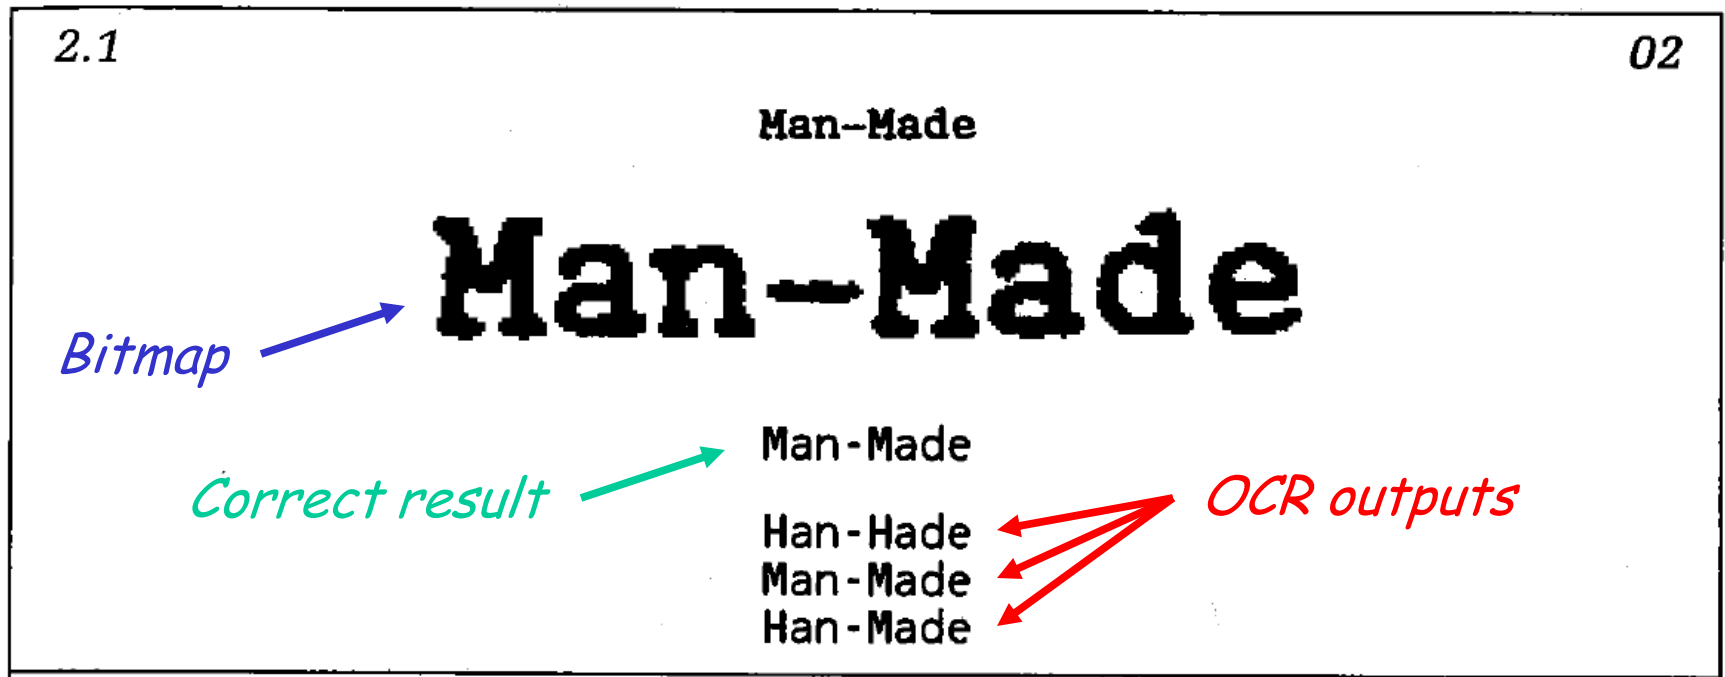 2.1 02
Man-Made
Man-Made
Bitmap
Man-Made
Correct result
OCR outputs
Han-Hade
Man-Made
Han-Made